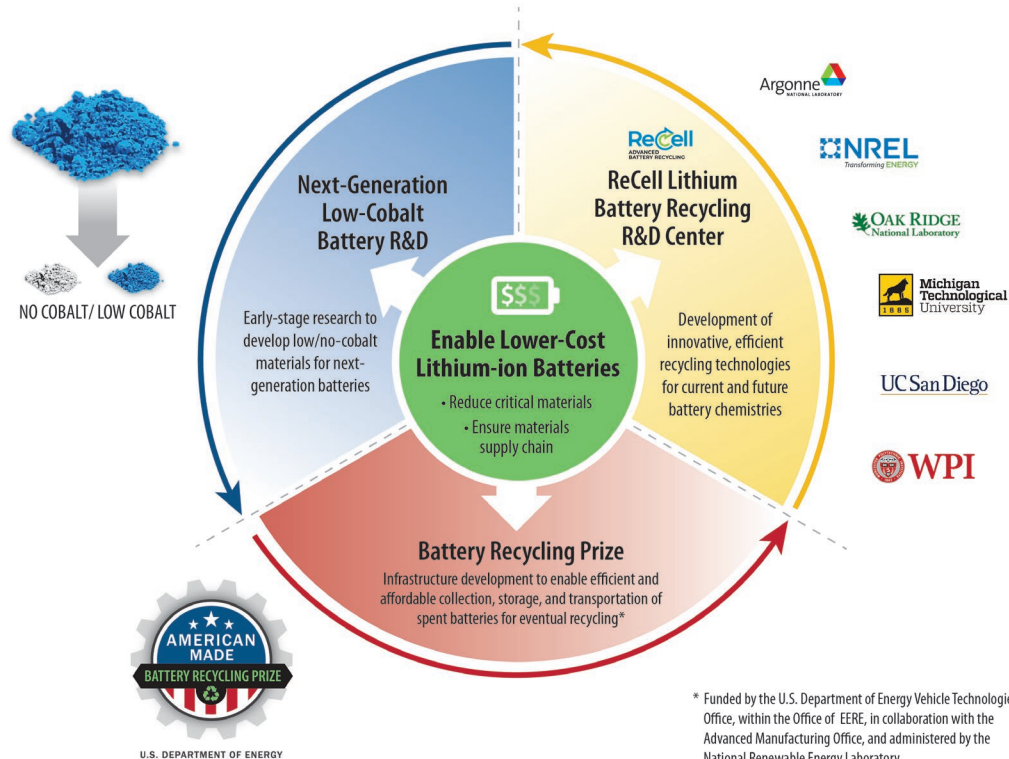 NO COBALT/ LOW COBALT
Next-Generation
Low-Cobalt
Battery R&D
Early-stage research to
develop low/no-cobalt
materials for next-
generation batteries
ReCell
ADVANCED
BATTERY RECYCLING
ReCell Lithium
Battery Recycling
R&D Center
Development of
innovative, efficient
recycling technologies
for current and future
battery chemistries
$$$
Enable Lower-Cost
Lithium-ion Batteries
• Reduce critical materials
• Ensure materials
supply chain
Battery Recycling Prize
Infrastructure development to enable efficient and
affordable collection, storage, and transportation of
spent batteries for eventual recycling*
Argonne
NATIONAL LABORATORY
NREL
Transforming ENERGY
OAK RIDGE
National Laboratory
1885
Michigan
Technological
University
UC San Diego
WPI
AMERICAN
MADE
BATTERY RECYCLING PRIZE
U.S. DEPARTMENT OF ENERGY
* Funded by the U.S. Department of Energy Vehicle Technologie
Office, within the Office of EERE, in collaboration with the
Advanced Manufacturing Office, and administered by the
National Renewable Energy Laboratory